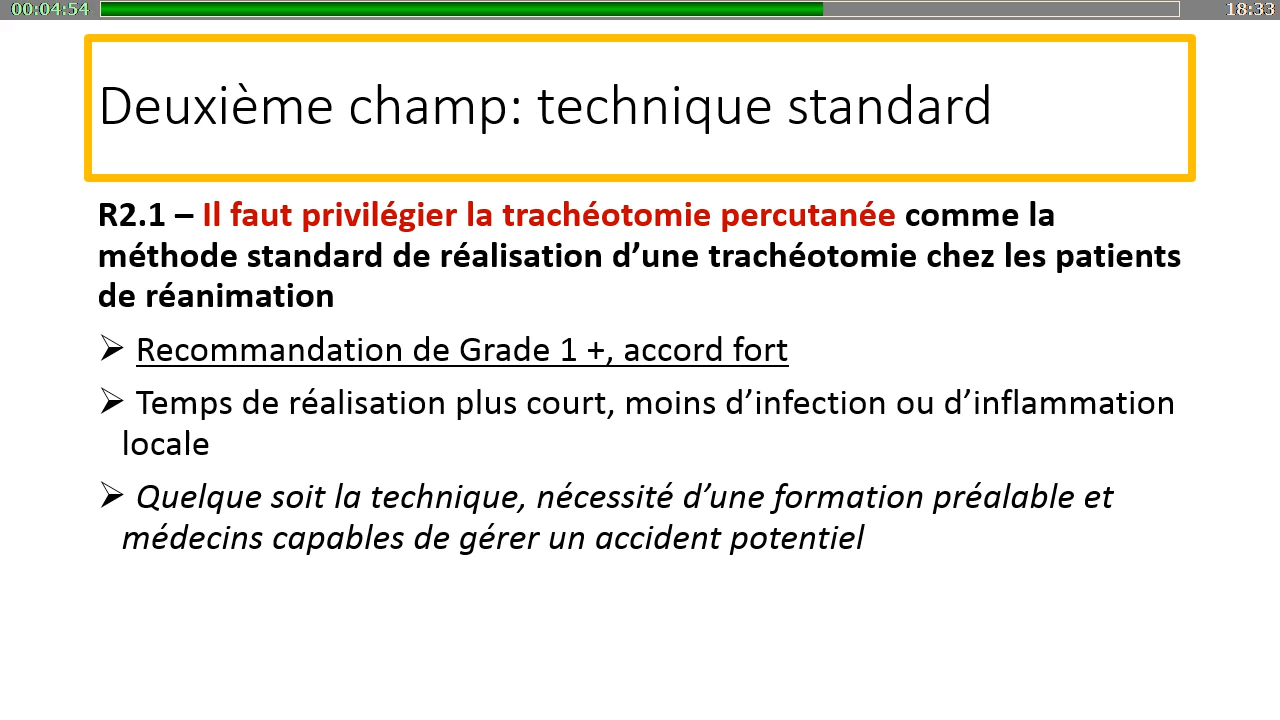 00:04:54
18:33
Deuxième champ: technique standard
R2.1 – Il faut privilégier la trachéotomie percutanée comme la
méthode standard de réalisation d’une trachéotomie chez les patients
de réanimation
➢ Recommandation de Grade 1 +, accord fort
➢ Temps de réalisation plus court, moins d’infection ou d’inflammation
locale
➢ Quelque soit la technique, nécessité d’une formation préalable et
médecins capables de gérer un accident potentiel